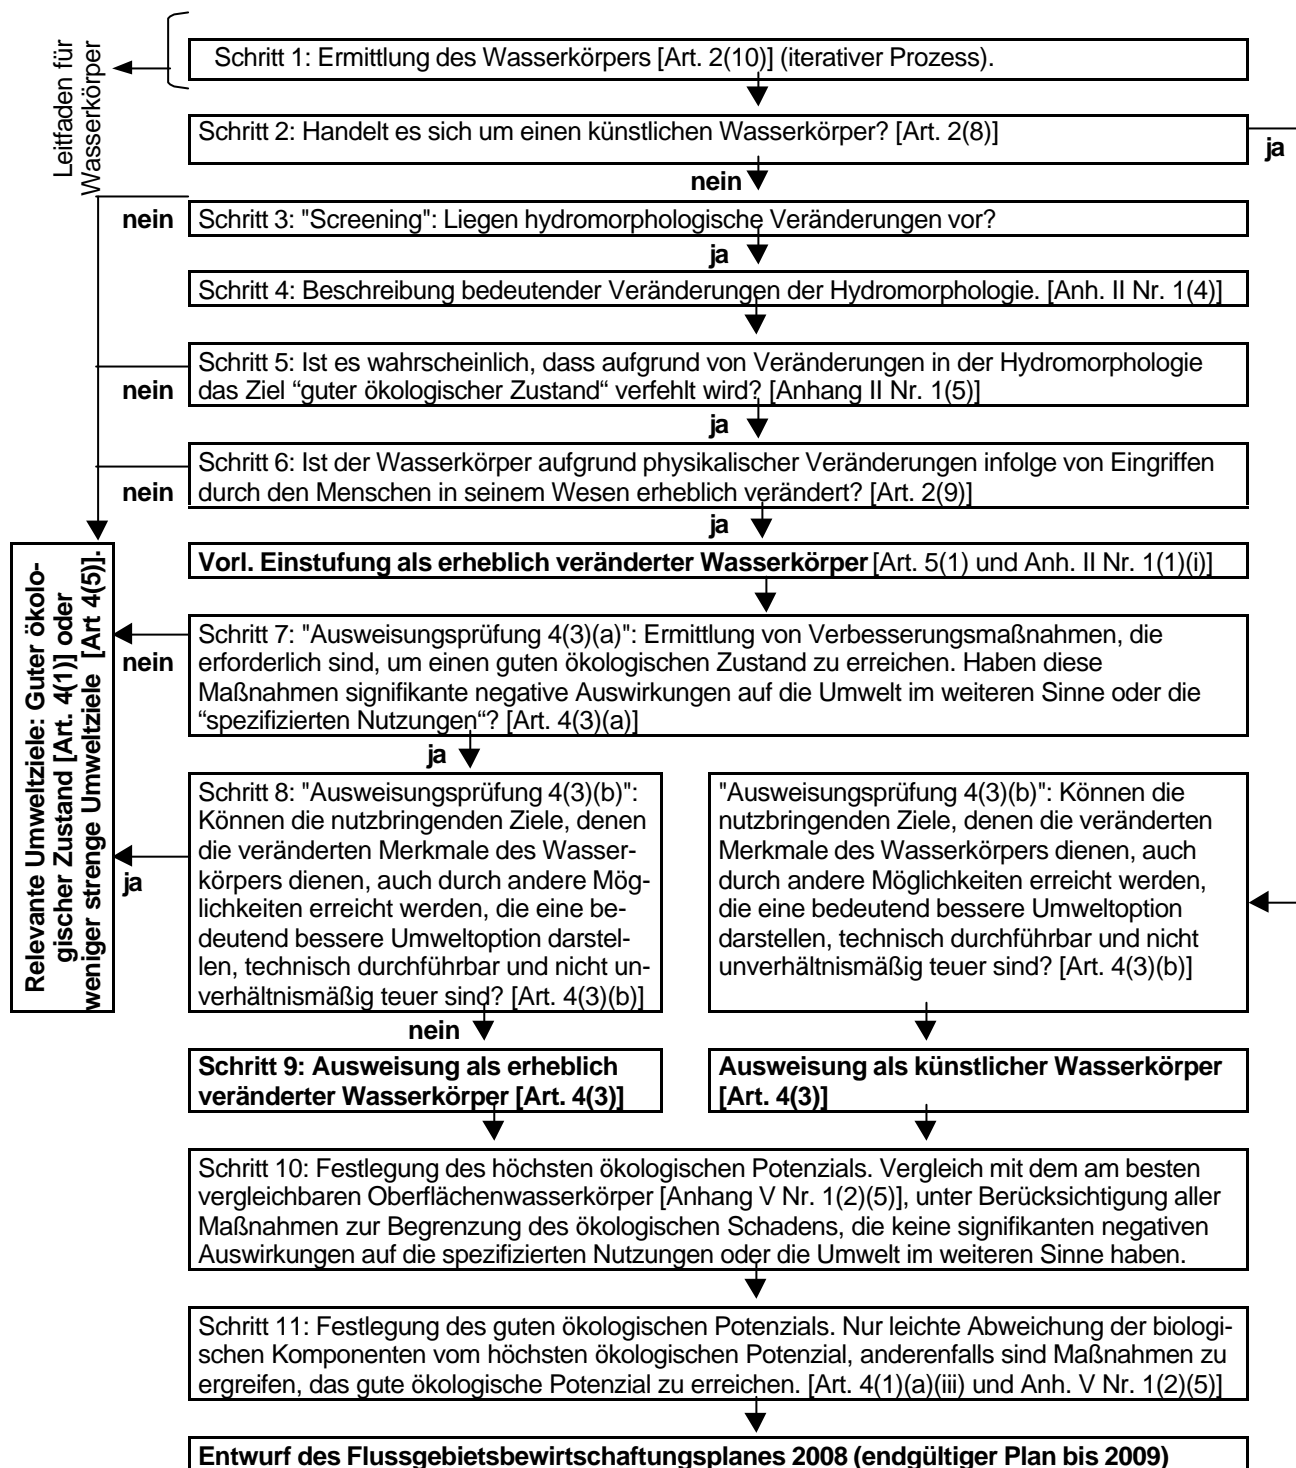 Leitfaden für
Wasserkörper
Schritt 1: Ermittlung des Wasserkörpers [Art. 2(10)] (iterativer Prozess).
Schritt 2: Handelt es sich um einen künstlichen Wasserkörper? [Art. 2(8)]
ja
nein
nein
Schritt 3: "Screening": Liegen hydromorphologische Veränderungen vor?
ja
Schritt 4: Beschreibung bedeutender Veränderungen der Hydromorphologie. [Anh. II Nr. 1(4)]
Schritt 5: Ist es wahrscheinlich, dass aufgrund von Veränderungen in der Hydromorphologie
das Ziel “guter ökologischer Zustand“ verfehlt wird? [Anhang II Nr. 1(5)]
nein
ja
Schritt 6: Ist der Wasserkörper aufgrund physikalischer Veränderungen infolge von Eingriffen
durch den Menschen in seinem Wesen erheblich verändert? [Art. 2(9)]
nein
ja
Vorl. Einstufung als erheblich veränderter Wasserkörper [Art. 5(1) und Anh. II Nr. 1(1)(i)]
Relevante Umweltziele: Guter ökolo-
gischer Zustand [Art. 4(1)] oder
weniger strenge Umweltziele [Art 4(5)].
Schritt 7: "Ausweisungsprüfung 4(3)(a)": Ermittlung von Verbesserungsmaßnahmen, die
erforderlich sind, um einen guten ökologischen Zustand zu erreichen. Haben diese
Maßnahmen signifikante negative Auswirkungen auf die Umwelt im weiteren Sinne oder die
“spezifizierten Nutzungen“? [Art. 4(3)(a)]
nein
ja
Schritt 8: "Ausweisungsprüfung 4(3)(b)":
Können die nutzbringenden Ziele, denen
die veränderten Merkmale des Wasser-
körpers dienen, auch durch andere Mög-
lichkeiten erreicht werden, die eine be-
deutend bessere Umweltoption darstel-
len, technisch durchführbar und nicht un-
verhältnismäßig teuer sind? [Art. 4(3)(b)]
ja
nein
"Ausweisungsprüfung 4(3)(b)": Können die
nutzbringenden Ziele, denen die veränderten
Merkmale des Wasserkörpers dienen, auch
durch andere Möglichkeiten erreicht werden,
die eine bedeutend bessere Umweltoption
darstellen, technisch durchführbar und nicht
unverhältnismäßig teuer sind? [Art. 4(3)(b)]
Schritt 9: Ausweisung als erheblich
veränderter Wasserkörper [Art. 4(3)]
Ausweisung als künstlicher Wasserkörper
[Art. 4(3)]
Schritt 10: Festlegung des höchsten ökologischen Potenzials. Vergleich mit dem am besten
vergleichbaren Oberflächenwasserkörper [Anhang V Nr. 1(2)(5)], unter Berücksichtigung aller
Maßnahmen zur Begrenzung des ökologischen Schadens, die keine signifikanten negativen
Auswirkungen auf die spezifizierten Nutzungen oder die Umwelt im weiteren Sinne haben.
Schritt 11: Festlegung des guten ökologischen Potenzials. Nur leichte Abweichung der biologi-
schen Komponenten vom höchsten ökologischen Potenzial, anderenfalls sind Maßnahmen zu
ergreifen, das gute ökologische Potenzial zu erreichen. [Art. 4(1)(a)(iii) und Anh. V Nr. 1(2)(5)]
Entwurf des Flussgebietsbewirtschaftungsplanes 2008 (endgültiger Plan bis 2009)